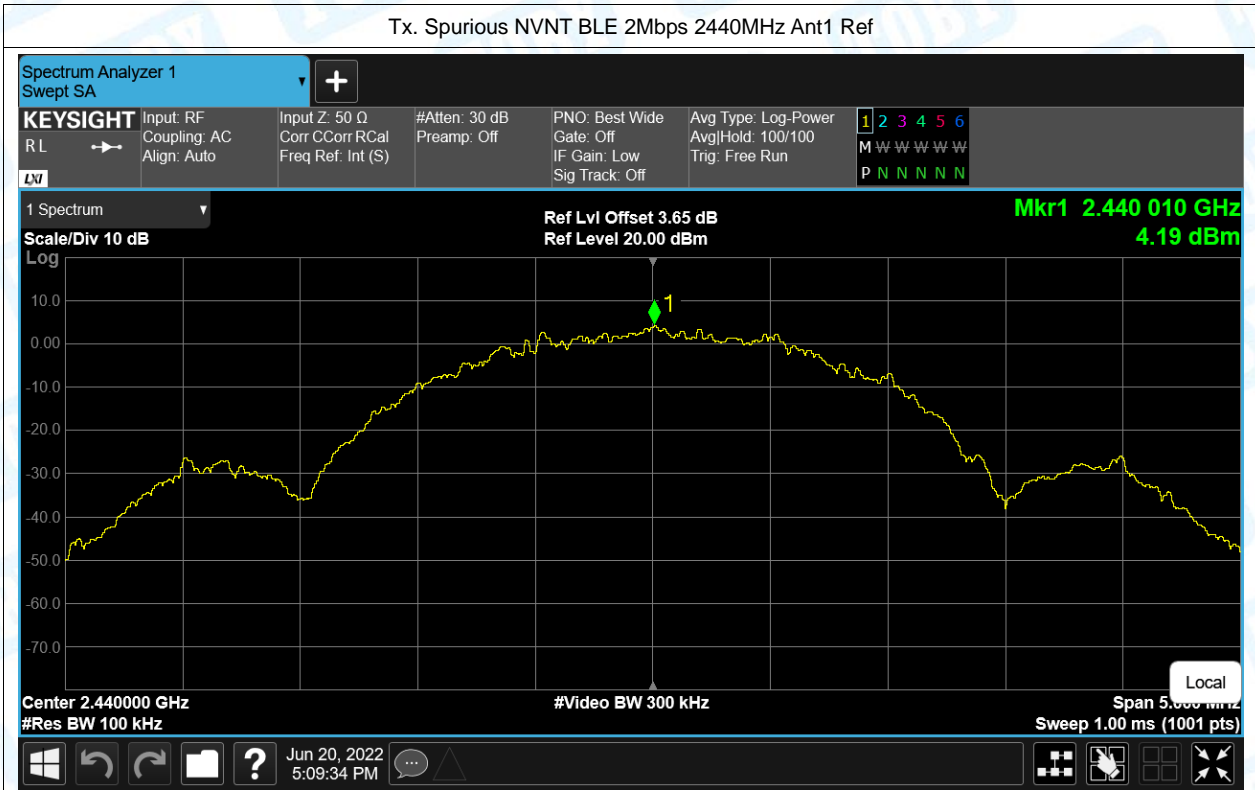 Tx. Spurious NVNT BLE 2Mbps 2440MHz Ant1 Ref
Spectrum Analyzer 1
Swept SA
KEYSIGHT
RL
LXI
Input: RF
Coupling: AC
Align: Auto
Input Z: 50 Ω
Corr CCorr RCal
Freq Ref: Int (S)
#Atten: 30 dB
Preamp: Off
PNO: Best Wide
Gate: Off
IF Gain: Low
Sig Track: Off
Avg Type: Log-Power
Avg|Hold: 100/100
Trig: Free Run
1 2 3 4 5 6
M W W W W W
P N N N N N
1 Spectrum
Scale/Div 10 dB
Ref Lvl Offset 3.65 dB
Ref Level 20.00 dBm
Mkr1 2.440 010 GHz
4.19 dBm
Log
1
10.0
0.00
-10.0
-20.0
-30.0
-40.0
-50.0
-60.0
-70.0
Local
Center 2.440000 GHz
#Video BW 300 kHz
Span 5.000 MHz
#Res BW 100 kHz
Sweep 1.00 ms (1001 pts)
?
Jun 20, 2022
5:09:34 PM